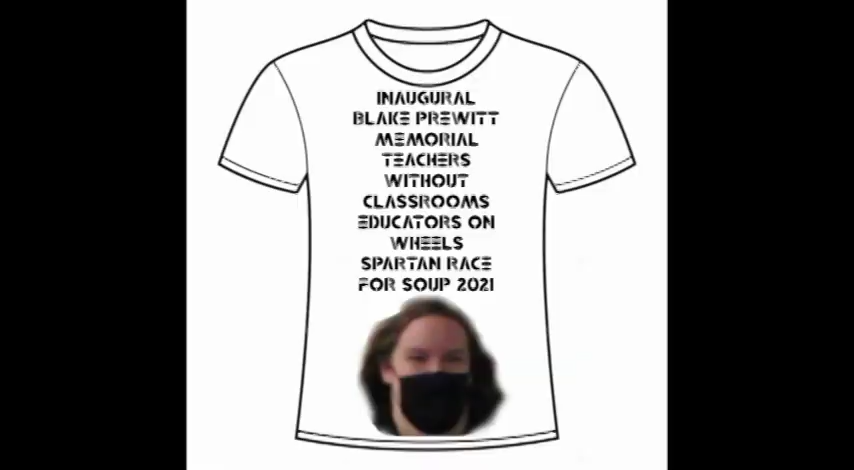 INAUGURAL
BLAKE PREWITT
MEMORIAL
TEACHERS
WITHOUT
CLASSROOMS
EDUCATORS ON
WHEELS
SPARTAN RACE
FOR SOUP 2021